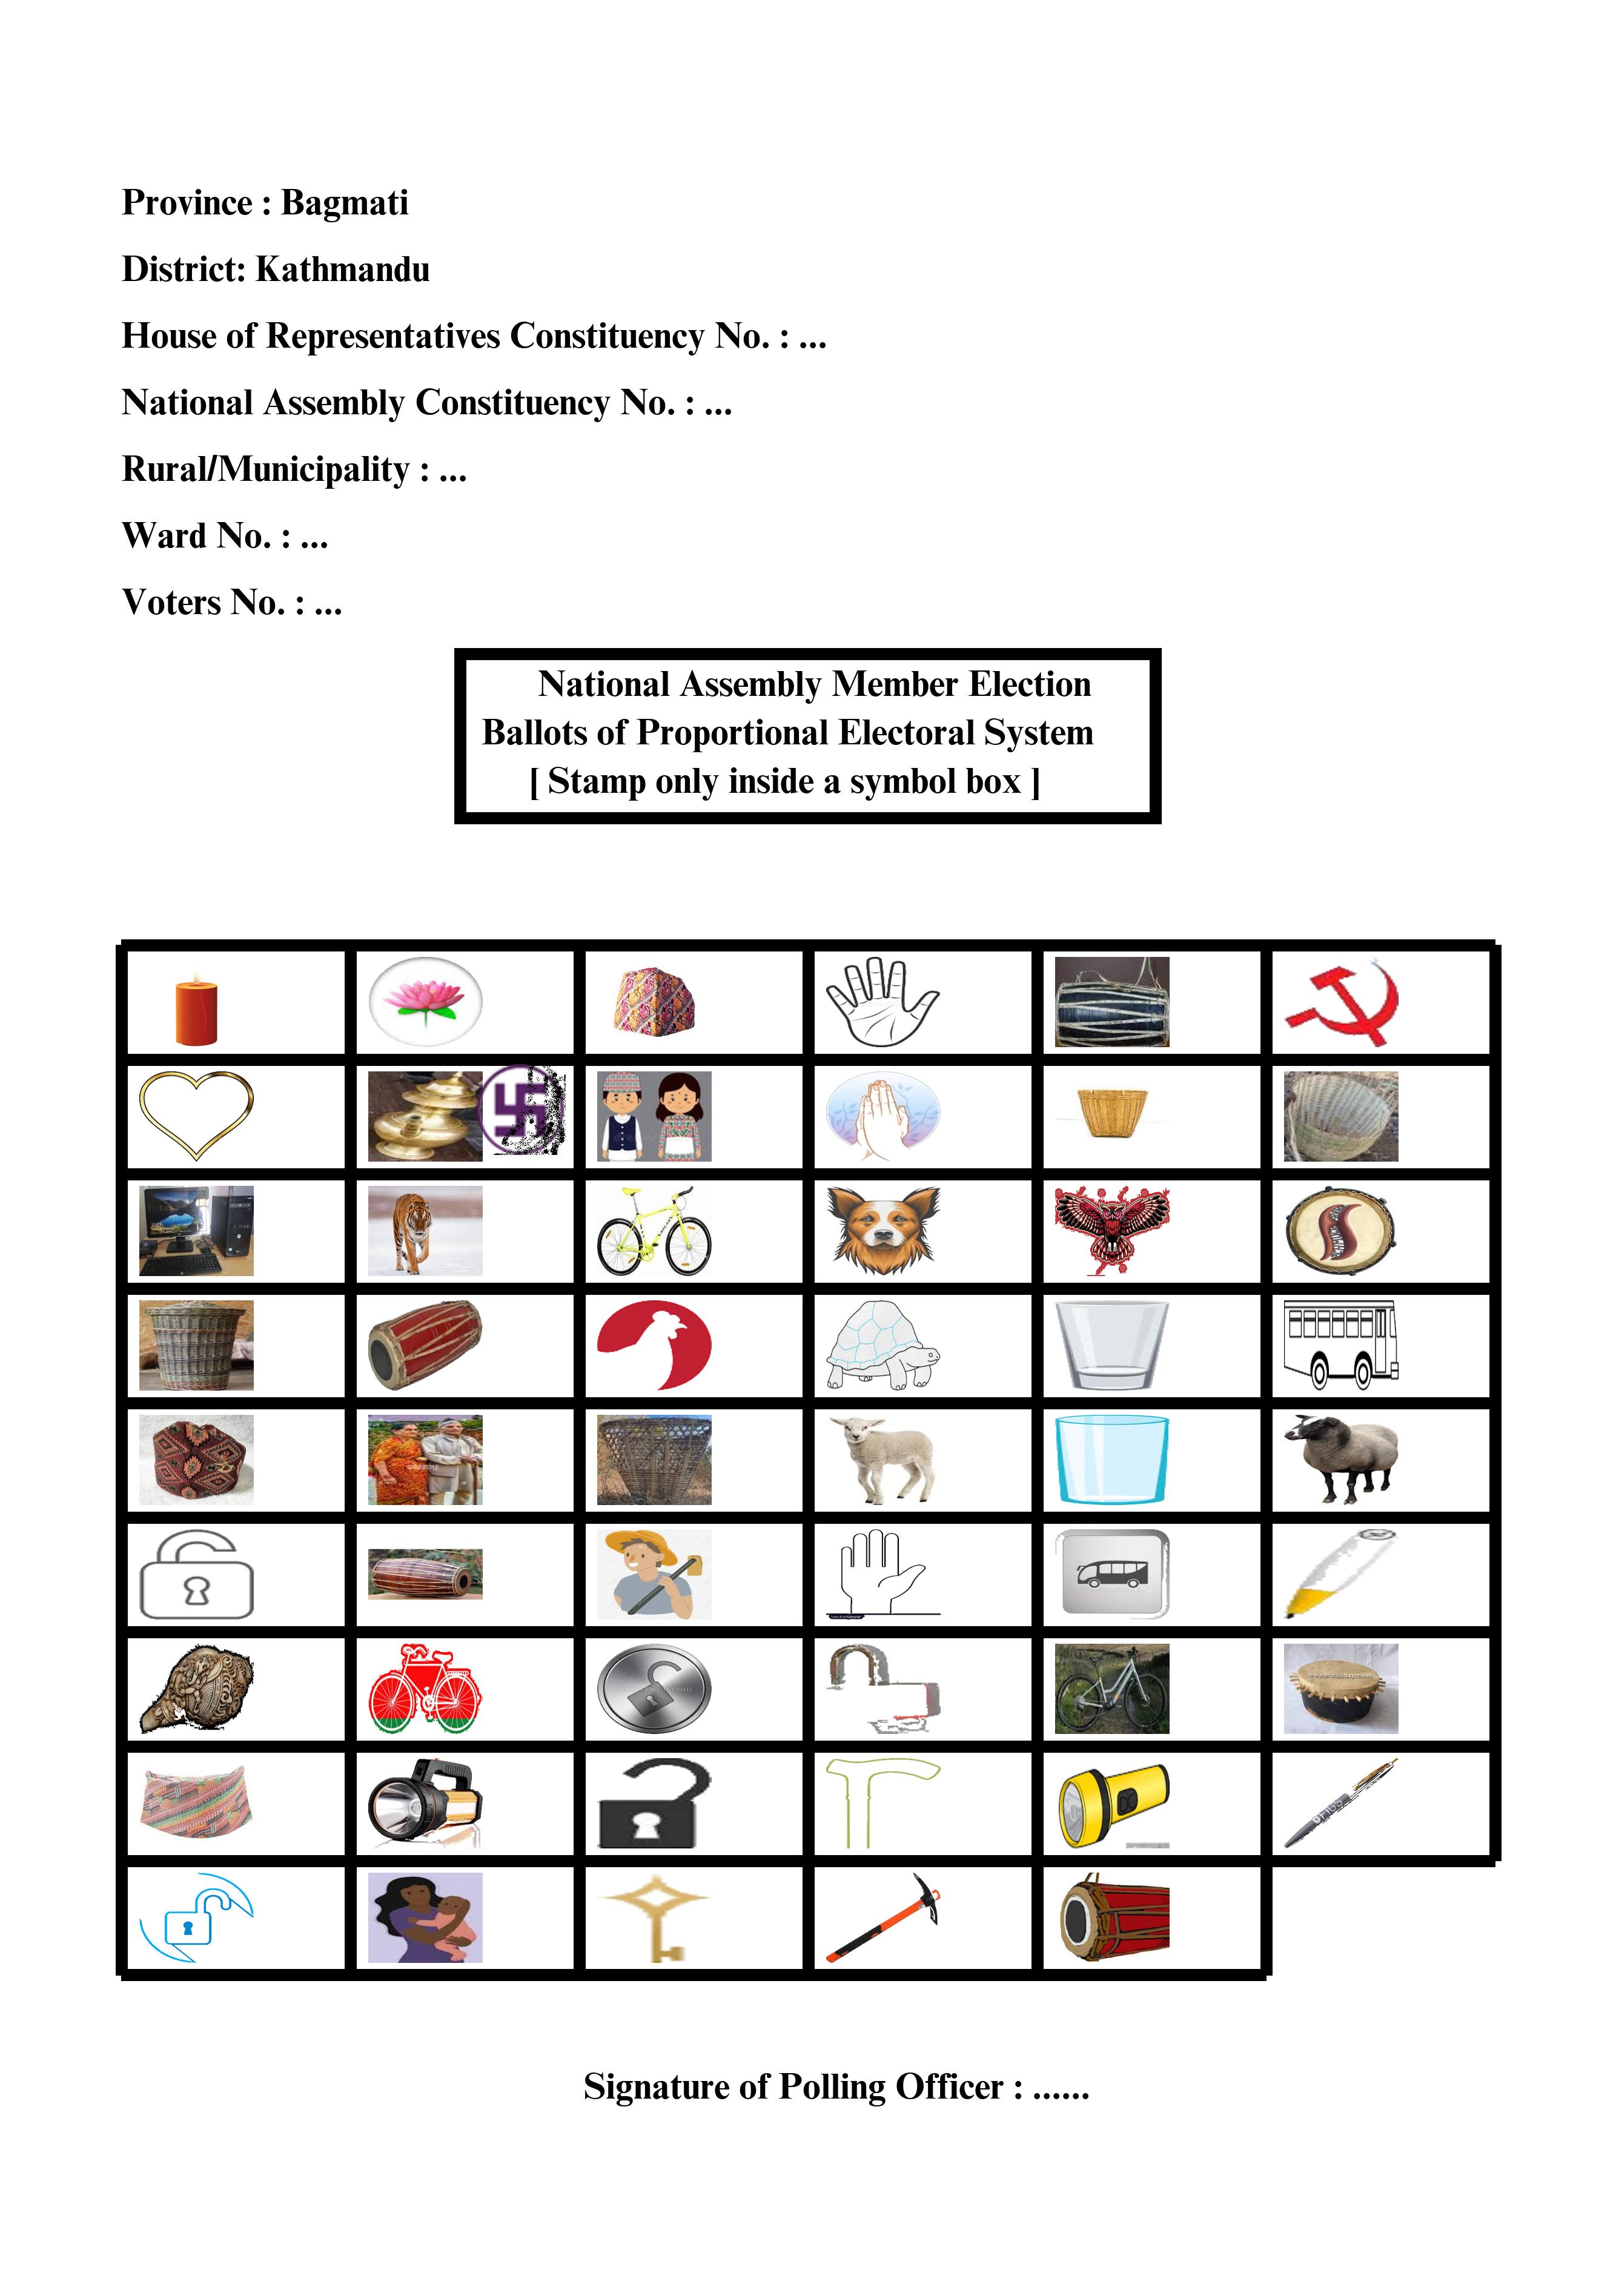 Province : Bagmati
District: Kathmandu
House of Representatives Constituency No. : ...
National Assembly Constituency No. : ...
Rural/Municipality : ...
Ward No. : ...
Voters No. : ...
National Assembly Member Election
Ballots of Proportional Electoral System
[ Stamp only inside a symbol box ]
Signature of Polling Officer : ......